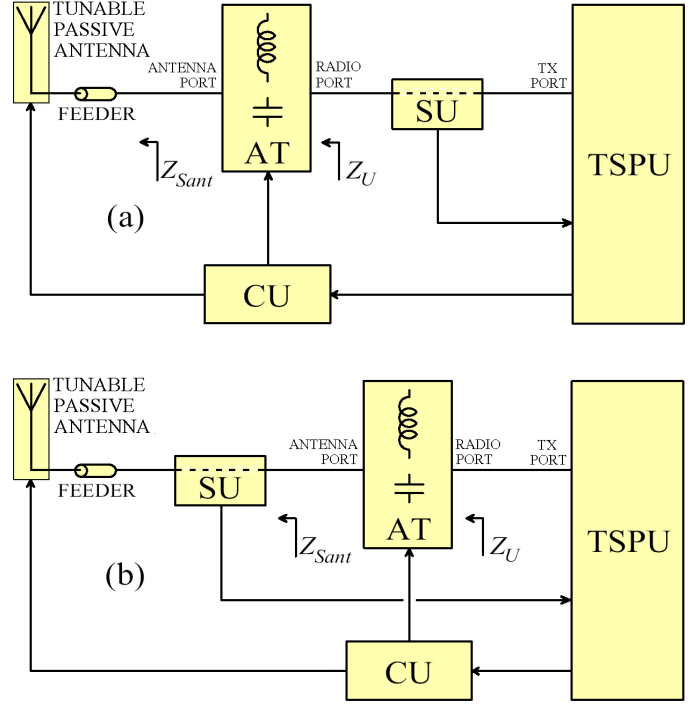 TUNABLE
PASSIVE
ANTENNA
FEEDER
ANTENNA
PORT
RADIO
PORT
TX
PORT
AT
SU
TSPU
Z_Sant
Z_U
(a)
CU
TUNABLE
PASSIVE
ANTENNA
FEEDER
SU
ANTENNA
PORT
RADIO
PORT
TX
PORT
AT
TSPU
Z_Sant
Z_U
(b)
CU